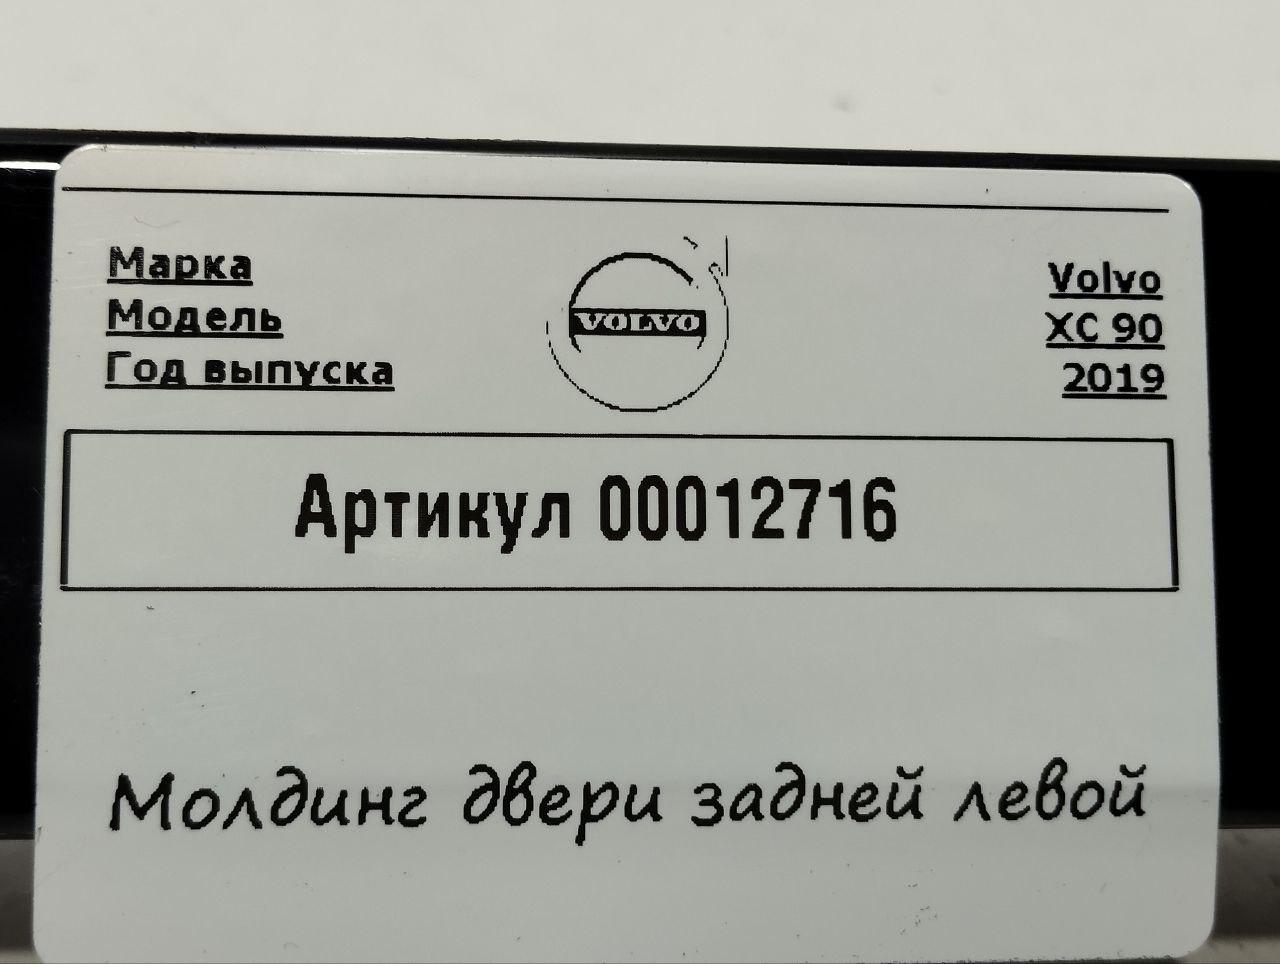 Марка Volvo
Модель VOLVO XC 90
Год выпуска 2019
Артикул 00012716
Молдинг двери задней левой